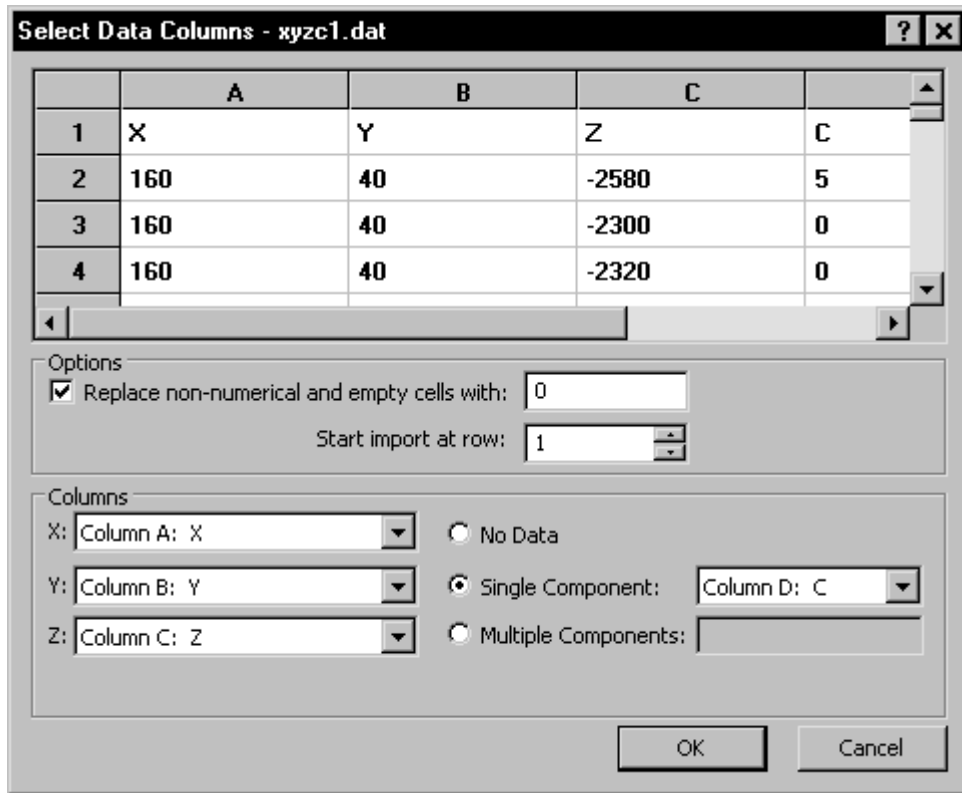 Select Data Columns - xyzc1.dat
A B C
1 X Y Z C
2 160 40 -2580 5
3 160 40 -2300 0
4 160 40 -2320 0
Options
Replace non-numerical and empty cells with: 0
Start import at row: 1
Columns
X: Column A: X No Data
Y: Column B: Y Single Component: Column D: C
Z: Column C: Z Multiple Components:
OK Cancel